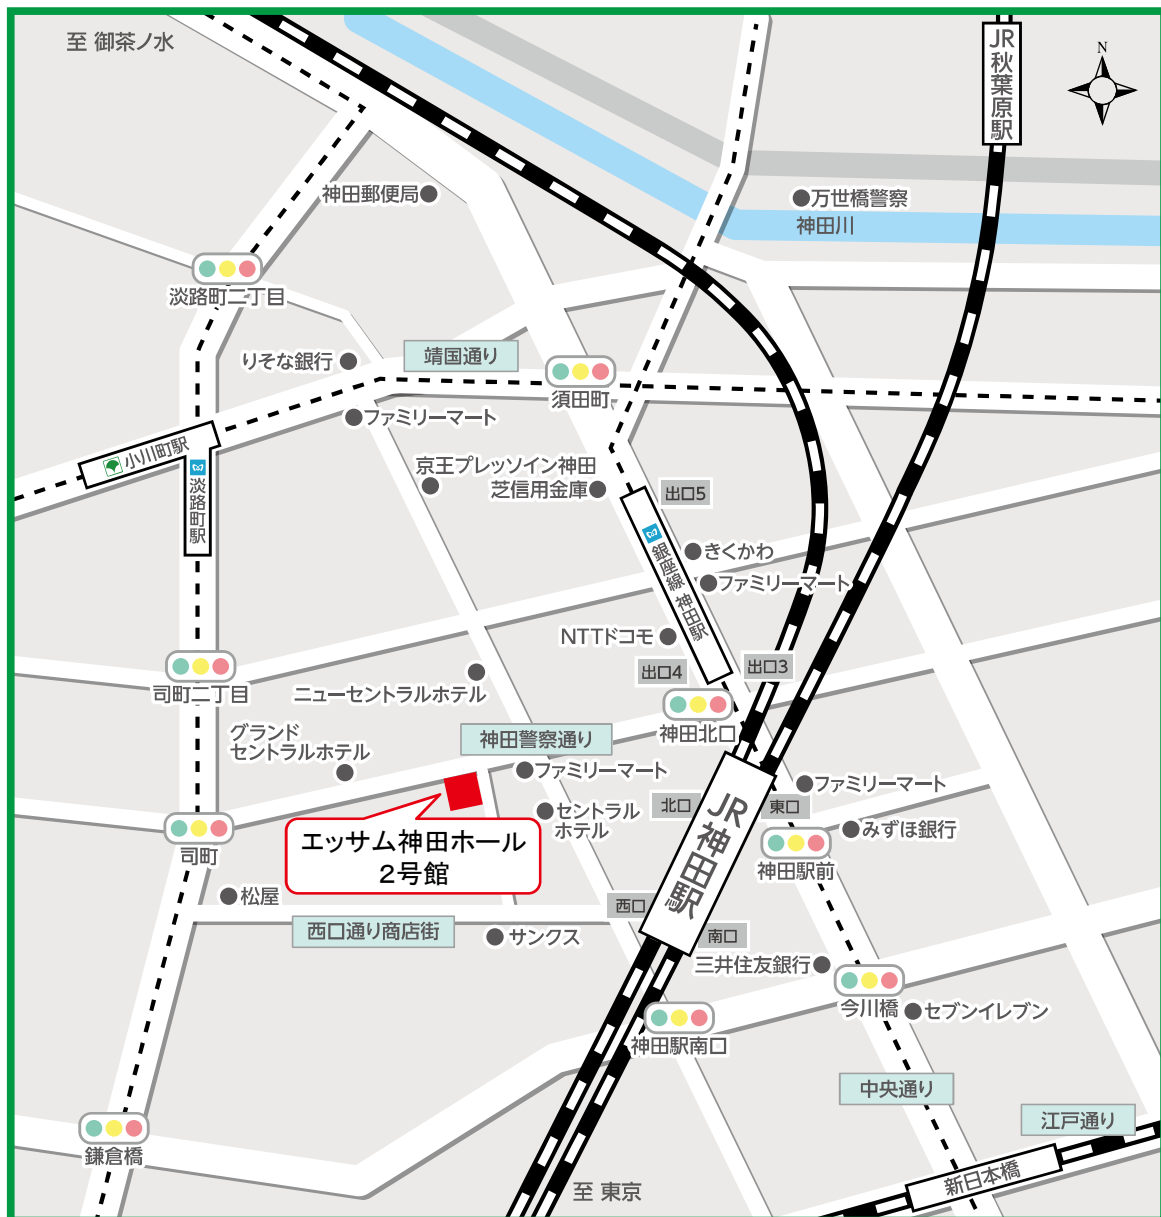 至 御茶ノ水
JR秋葉原駅
N
神田郵便局
万世橋警察
神田川
淡路町二丁目
りそな銀行
靖国通り
須田町
ファミリーマート
小川町駅
淡路町駅
京王プレッソイン神田
芝信用金庫
出口5
銀座線 神田駅
きくかわ
ファミリーマート
NTTドコモ
出口4
出口3
司町二丁目
ニューセントラルホテル
神田北口
グランド
セントラルホテル
神田警察通り
ファミリーマート
ファミリーマート
セントラル
ホテル
北口
東口
JR神田駅
みずほ銀行
司町
エッサム神田ホール
2号館
神田駅前
松屋
西口
西口通り商店街
サンクス
南口
三井住友銀行
今川橋
セブンイレブン
神田駅南口
中央通り
江戸通り
鎌倉橋
新日本橋
至 東京